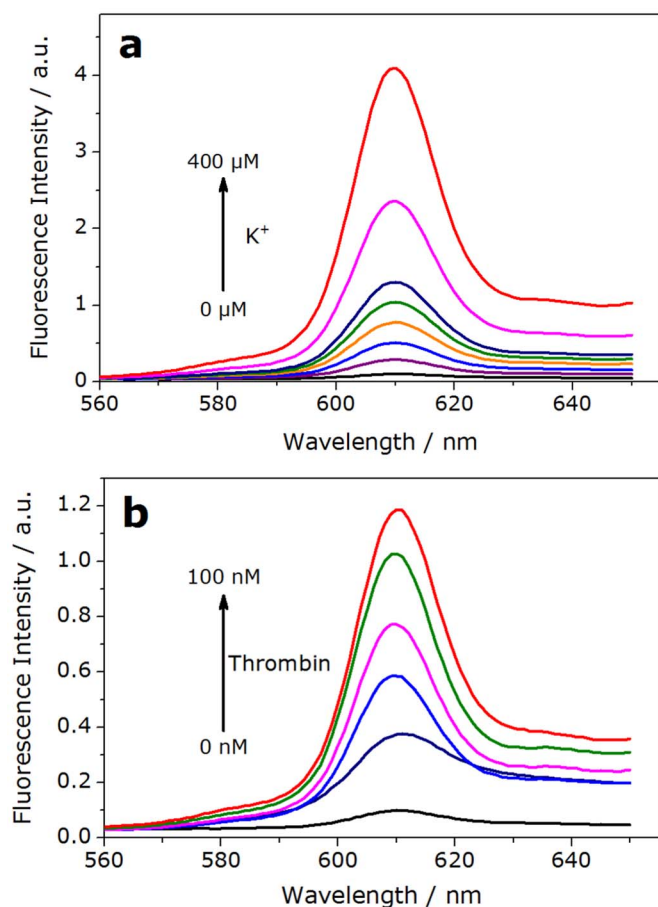 a
Fluorescence Intensity / a.u.
4
3
2
1
0
400 µM
K⁺
0 µM
560 580 600 620 640
Wavelength / nm
b
Fluorescence Intensity / a.u.
1.2
1.0
0.8
0.6
0.4
0.2
0.0
100 nM
Thrombin
0 nM
560 580 600 620 640
Wavelength / nm